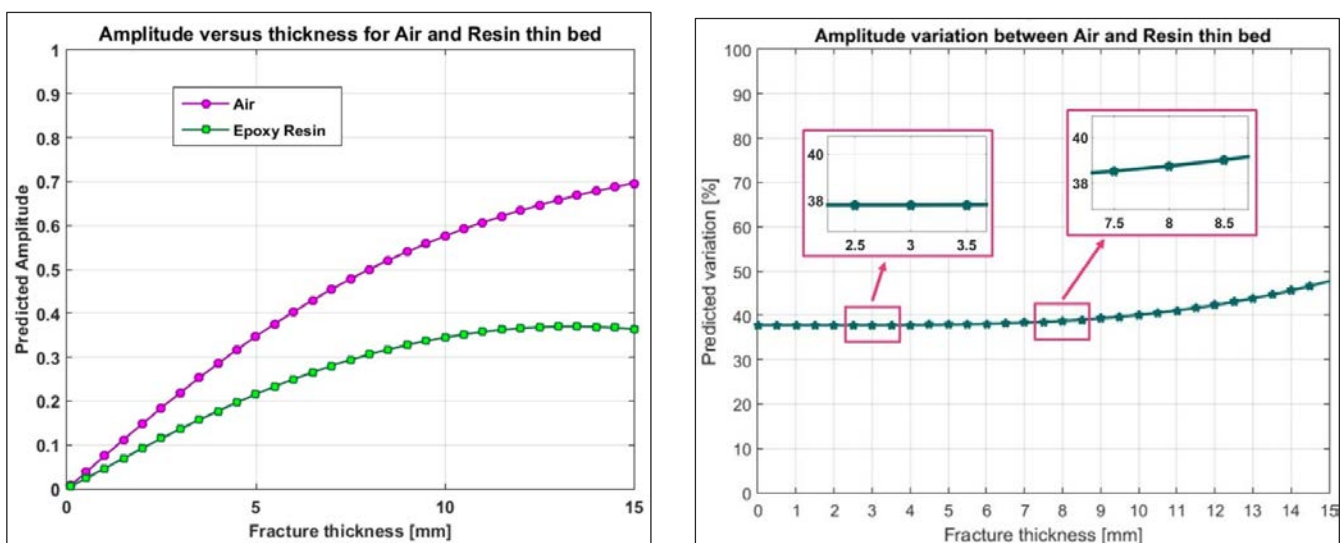 Amplitude versus thickness for Air and Resin thin bed
1
0.9
0.8
0.7
0.6
0.5
0.4
0.3
0.2
0.1
0
Predicted Amplitude
Air
Epoxy Resin
0 5 10 15
Fracture thickness [mm]
Amplitude variation between Air and Resin thin bed
100
90
80
70
60
50
40
30
20
10
0
Predicted variation [%]
40
38
2.5 3 3.5
40
38
7.5 8 8.5
0 1 2 3 4 5 6 7 8 9 10 11 12 13 14 15
Fracture thickness [mm]